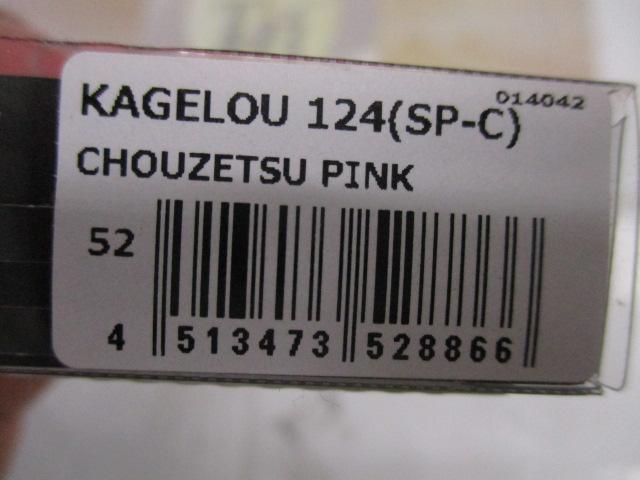 014042
KAGELOU 124(SP-C)
CHOUZETSU PINK
52
4 513473 528866